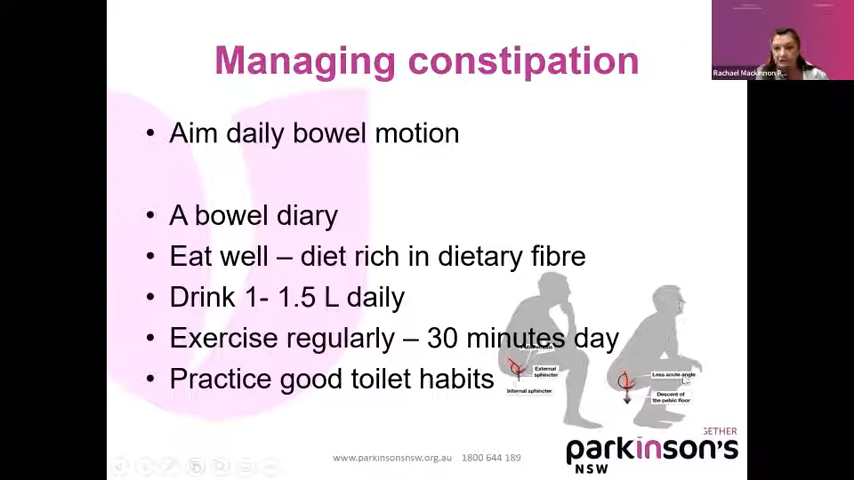 Managing constipation
Rachael Mackinnon P...
• Aim daily bowel motion
• A bowel diary
• Eat well – diet rich in dietary fibre
• Drink 1- 1.5 L daily
• Exercise regularly – 30 minutes day
External
sphincter
Internal sphincter
Less acute angle
Descent of
the pelvic floor
• Practice good toilet habits
GETHER
parkinson's
NSW
www.parkinsonsnsw.org.au 1800 644 189